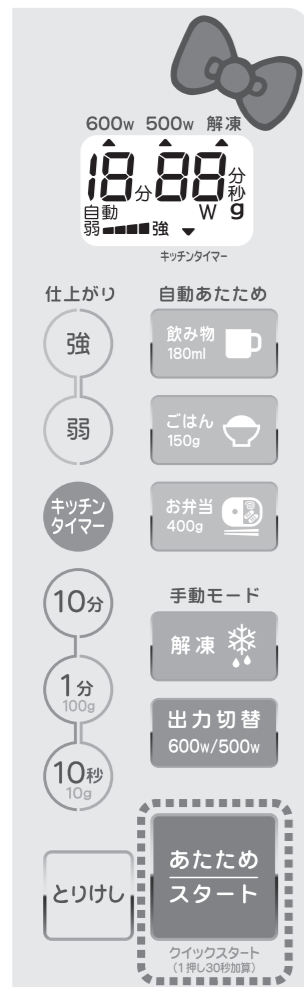 600w 500w 解凍
18分88分秒
自動 W g
弱 強
キッチンタイマー
仕上がり
強
弱
キッチン
タイマー
10分
1分
100g
10秒
10g
とりけし
自動あたため
飲み物
180ml
ごはん
150g
お弁当
400g
手動モード
解凍
出力切替
600w/500w
あたため
スタート
クイックスタート
(1押し30秒加算)